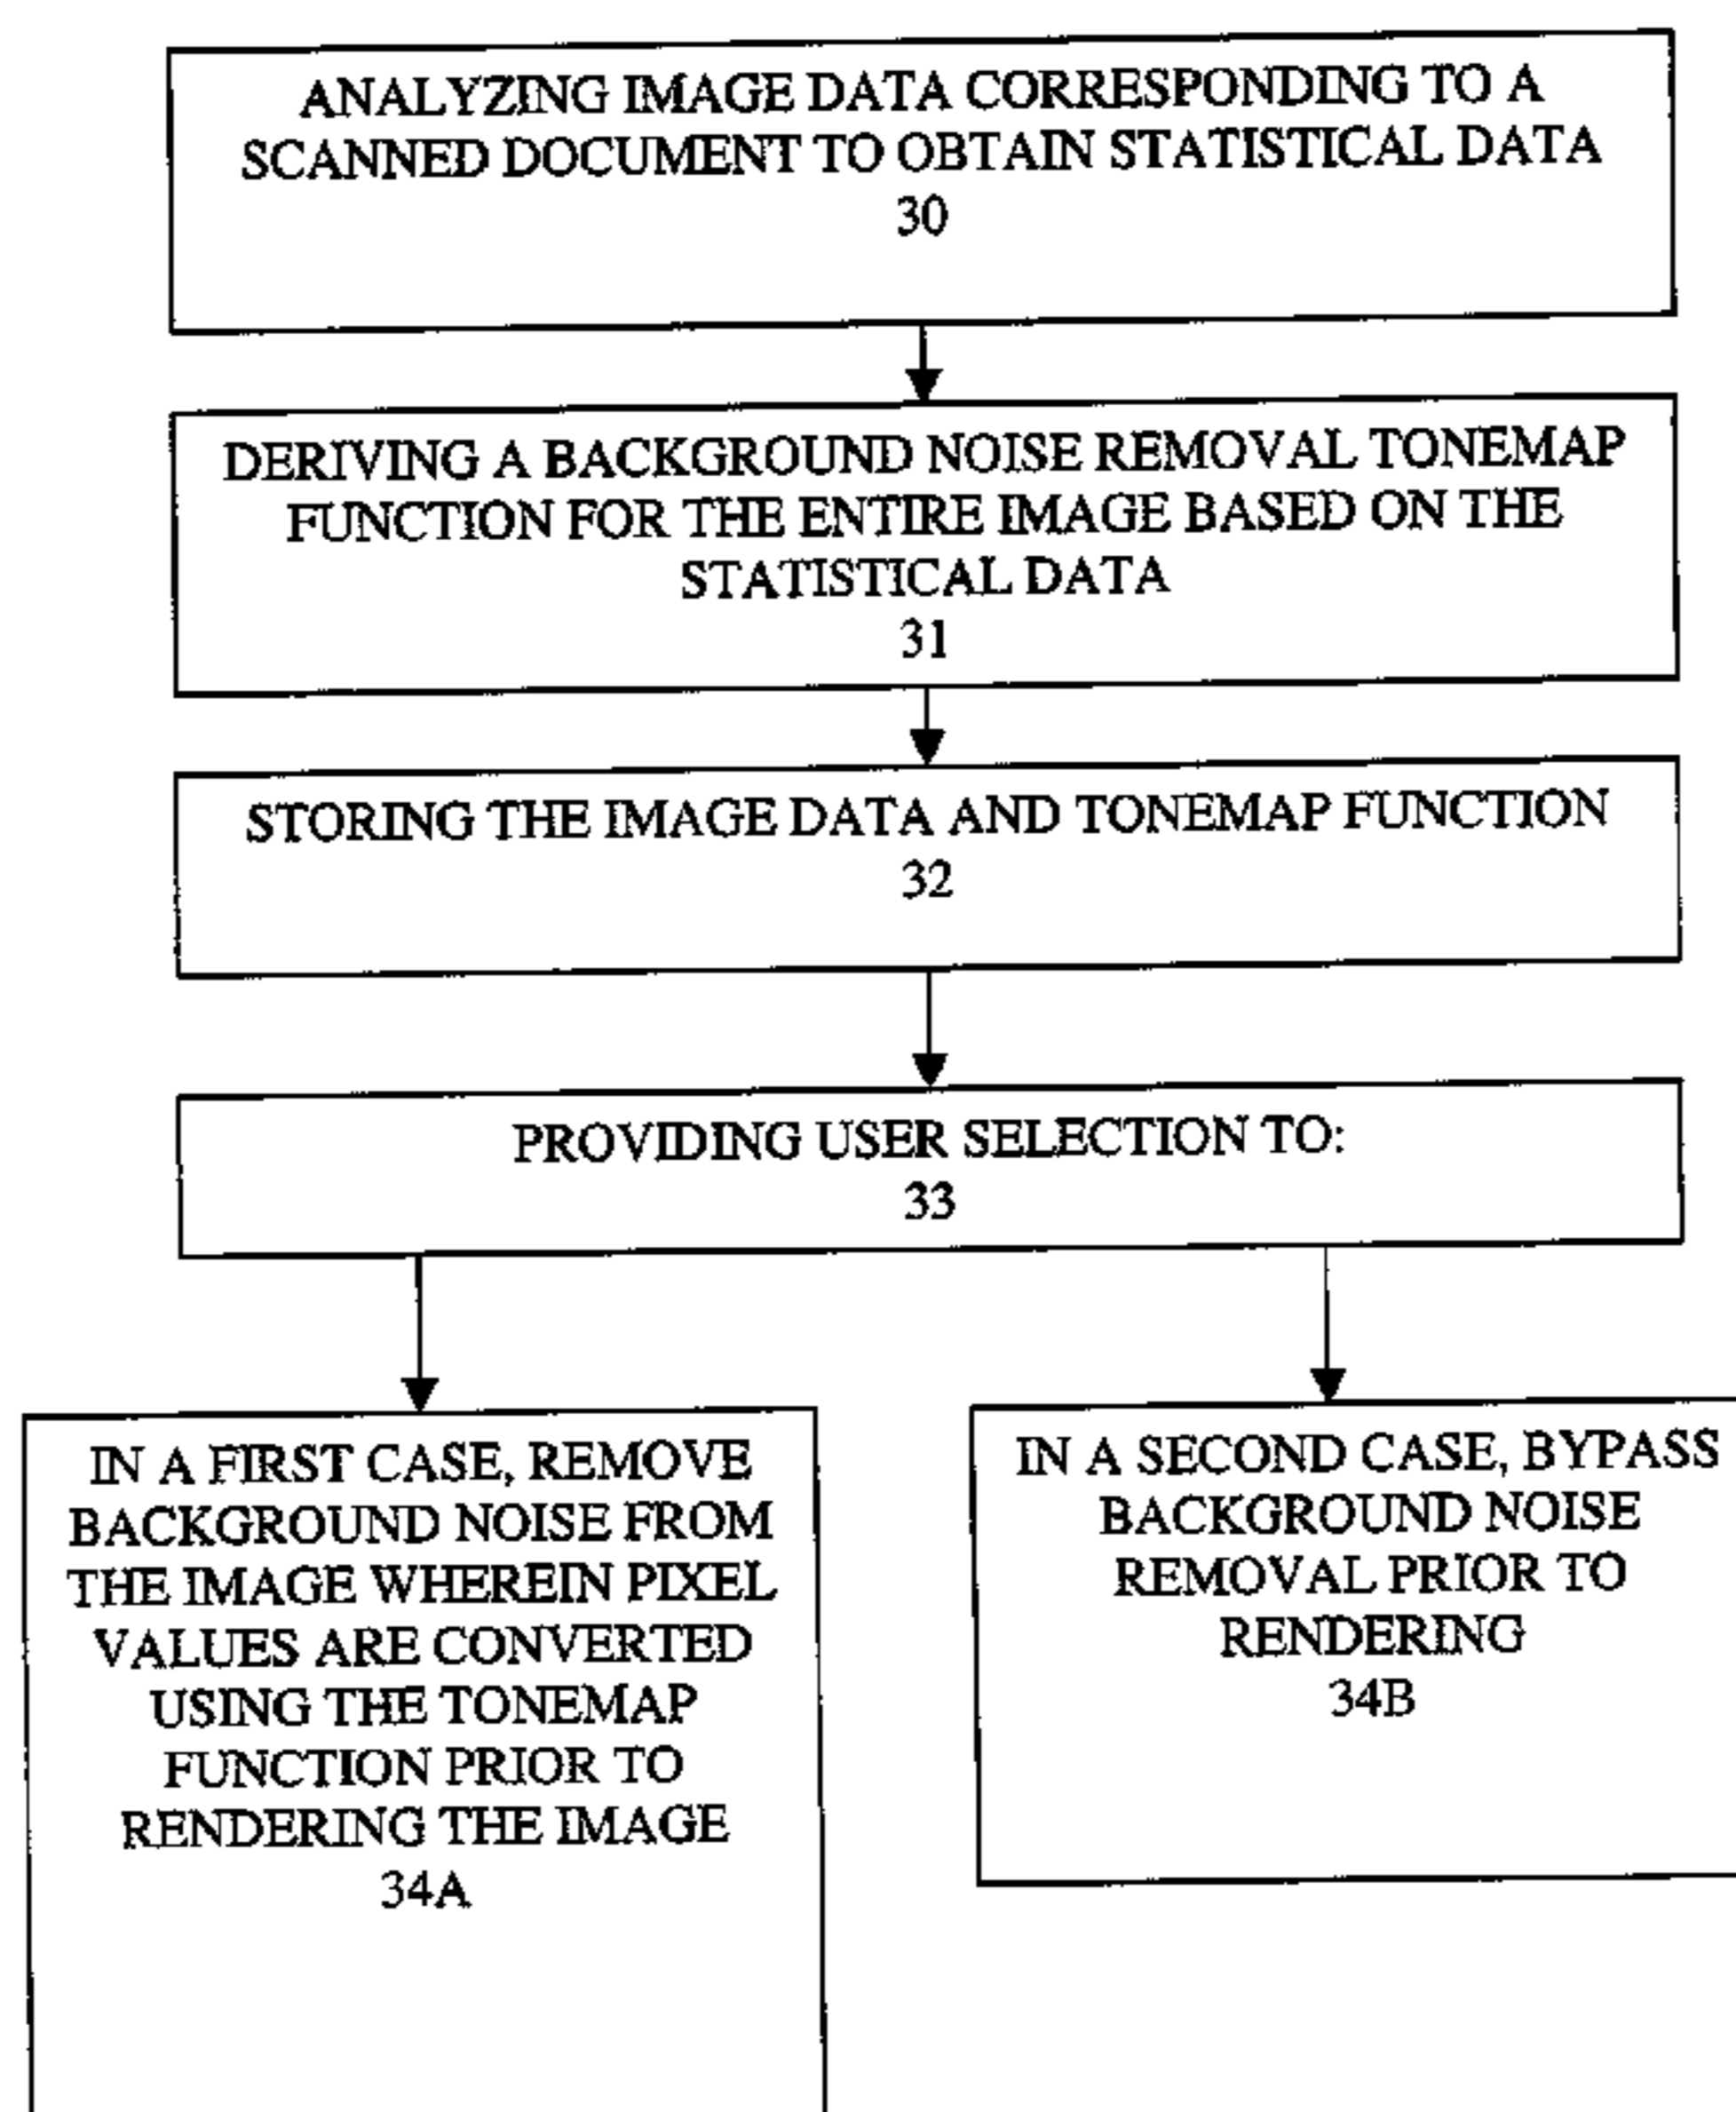 ANALYZING IMAGE DATA CORRESPONDING TO A
SCANNED DOCUMENT TO OBTAIN STATISTICAL DATA
30
DERIVING A BACKGROUND NOISE REMOVAL TONEMAP
FUNCTION FOR THE ENTIRE IMAGE BASED ON THE
STATISTICAL DATA
31
STORING THE IMAGE DATA AND TONEMAP FUNCTION
32
PROVIDING USER SELECTION TO:
33
IN A FIRST CASE, REMOVE
BACKGROUND NOISE FROM
THE IMAGE WHEREIN PIXEL
VALUES ARE CONVERTED
USING THE TONEMAP
FUNCTION PRIOR TO
RENDERING THE IMAGE
34A
IN A SECOND CASE, BYPASS
BACKGROUND NOISE
REMOVAL PRIOR TO
RENDERING
34B